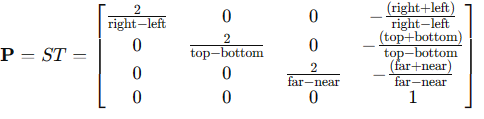 P = ST = [ 2/(right−left) 0 0 −(right+left)/(right−left)
0 2/(top−bottom) 0 −(top+bottom)/(top−bottom)
0 0 2/(far−near) −(far+near)/(far−near)
0 0 0 1 ]